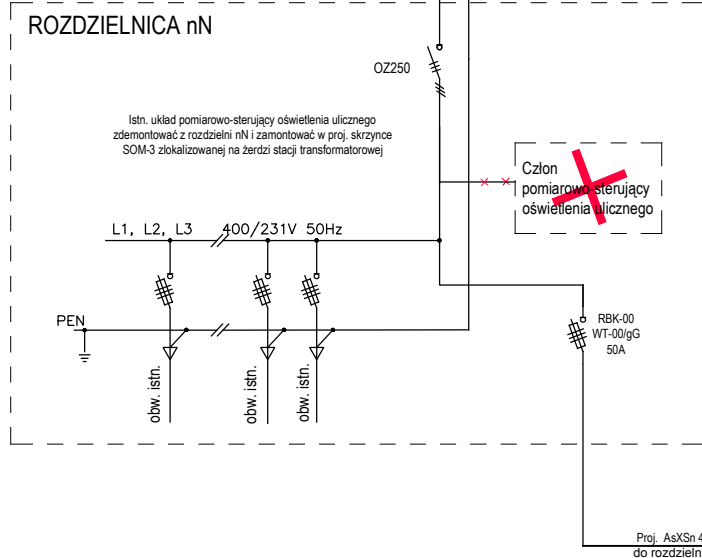 ROZDZIELNICA nN
OZ250
Istn. układ pomiarowo-sterujący oświetlenia ulicznego
zdemontować z rozdzielni nN i zamontować w proj. skrzynce
SOM-3 zlokalizowanej na żerdzi stacji transformatorowej
Człon
pomiarowo-sterujący
oświetlenia ulicznego
L1, L2, L3 400/231V 50Hz
PEN
RBK-00
WT-00/gG
50A
obw. istn.
obw. istn.
obw. istn.
Proj. AsXSn 4
do rozdzieln